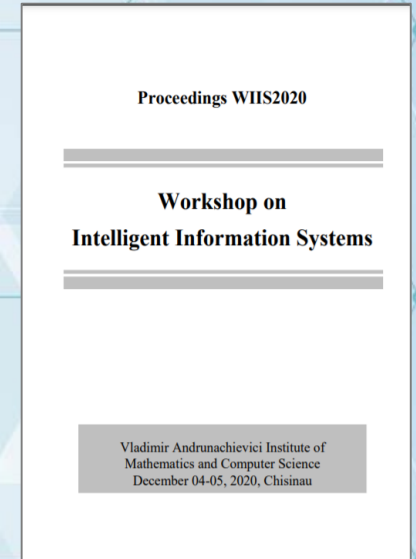 Proceedings WIIS2020
Workshop on
Intelligent Information Systems
Vladimir Andrunachievici Institute of
Mathematics and Computer Science
December 04-05, 2020, Chisinau